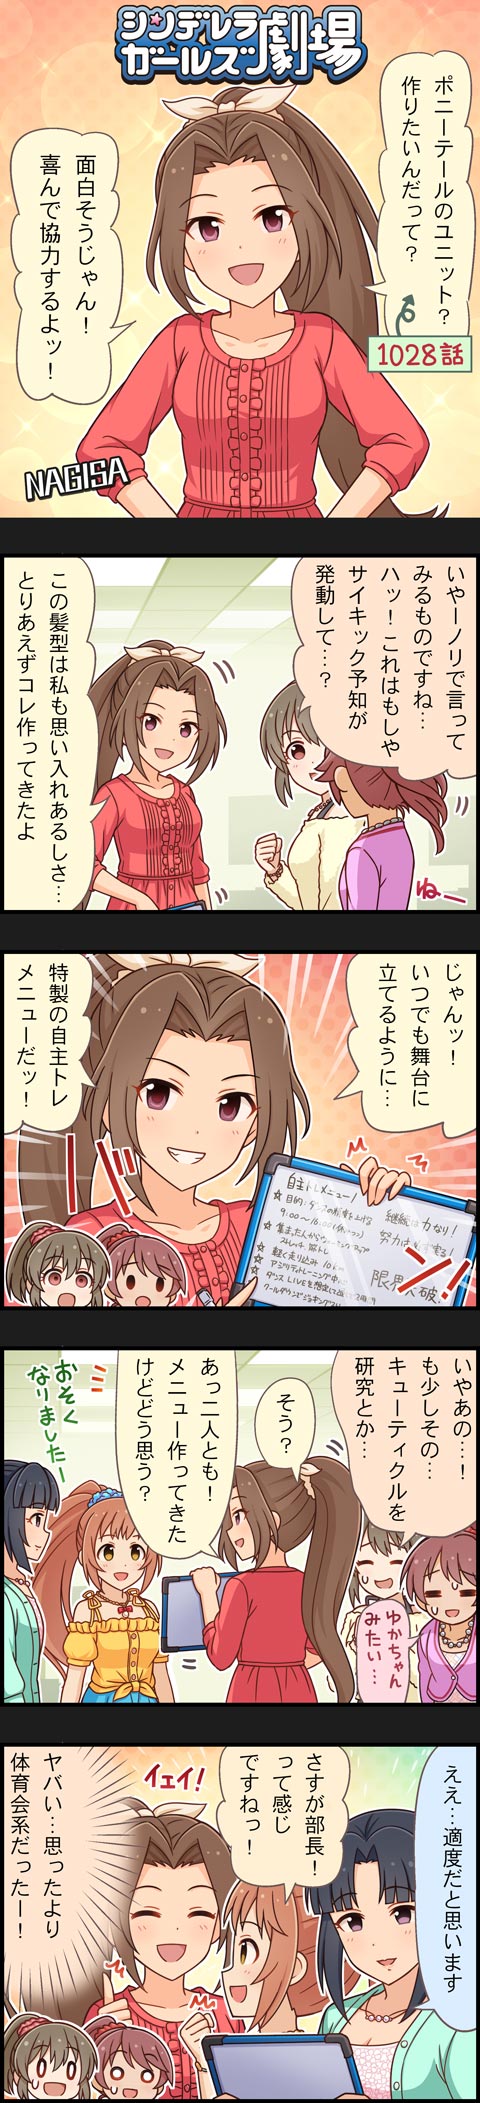 シンデレラ
ガールズ劇場
ポニーテールのユニット？
作りたいんだって？
1028話
面白そうじゃん！
喜んで協力するよッ！
NAGISA
いやーノリで言って
みるものですね…
ハッ！これはもしや
サイキック予知が
発動して…？
ねー
この髪型は私も思い入れあるしさ…
とりあえずコレ作ってきたよ
じゃんッ！
いつでも舞台に
立てるように…
特製の自主トレ
メニューだッ！
自主トレメニュー！
継続は力なり！
限界突破！
いやあの…！
も少しその…
キューティクルを
研究とか…
ゆかちゃん
みたい…
そう？
あっ二人とも！
メニュー作ってきた
けどどう思う？
おそく
なりましたー
ええ…適度だと思います
さすが部長！
って感じ
ですねっ！
イェイ！
ヤバい…思ったより
体育会系だったー！